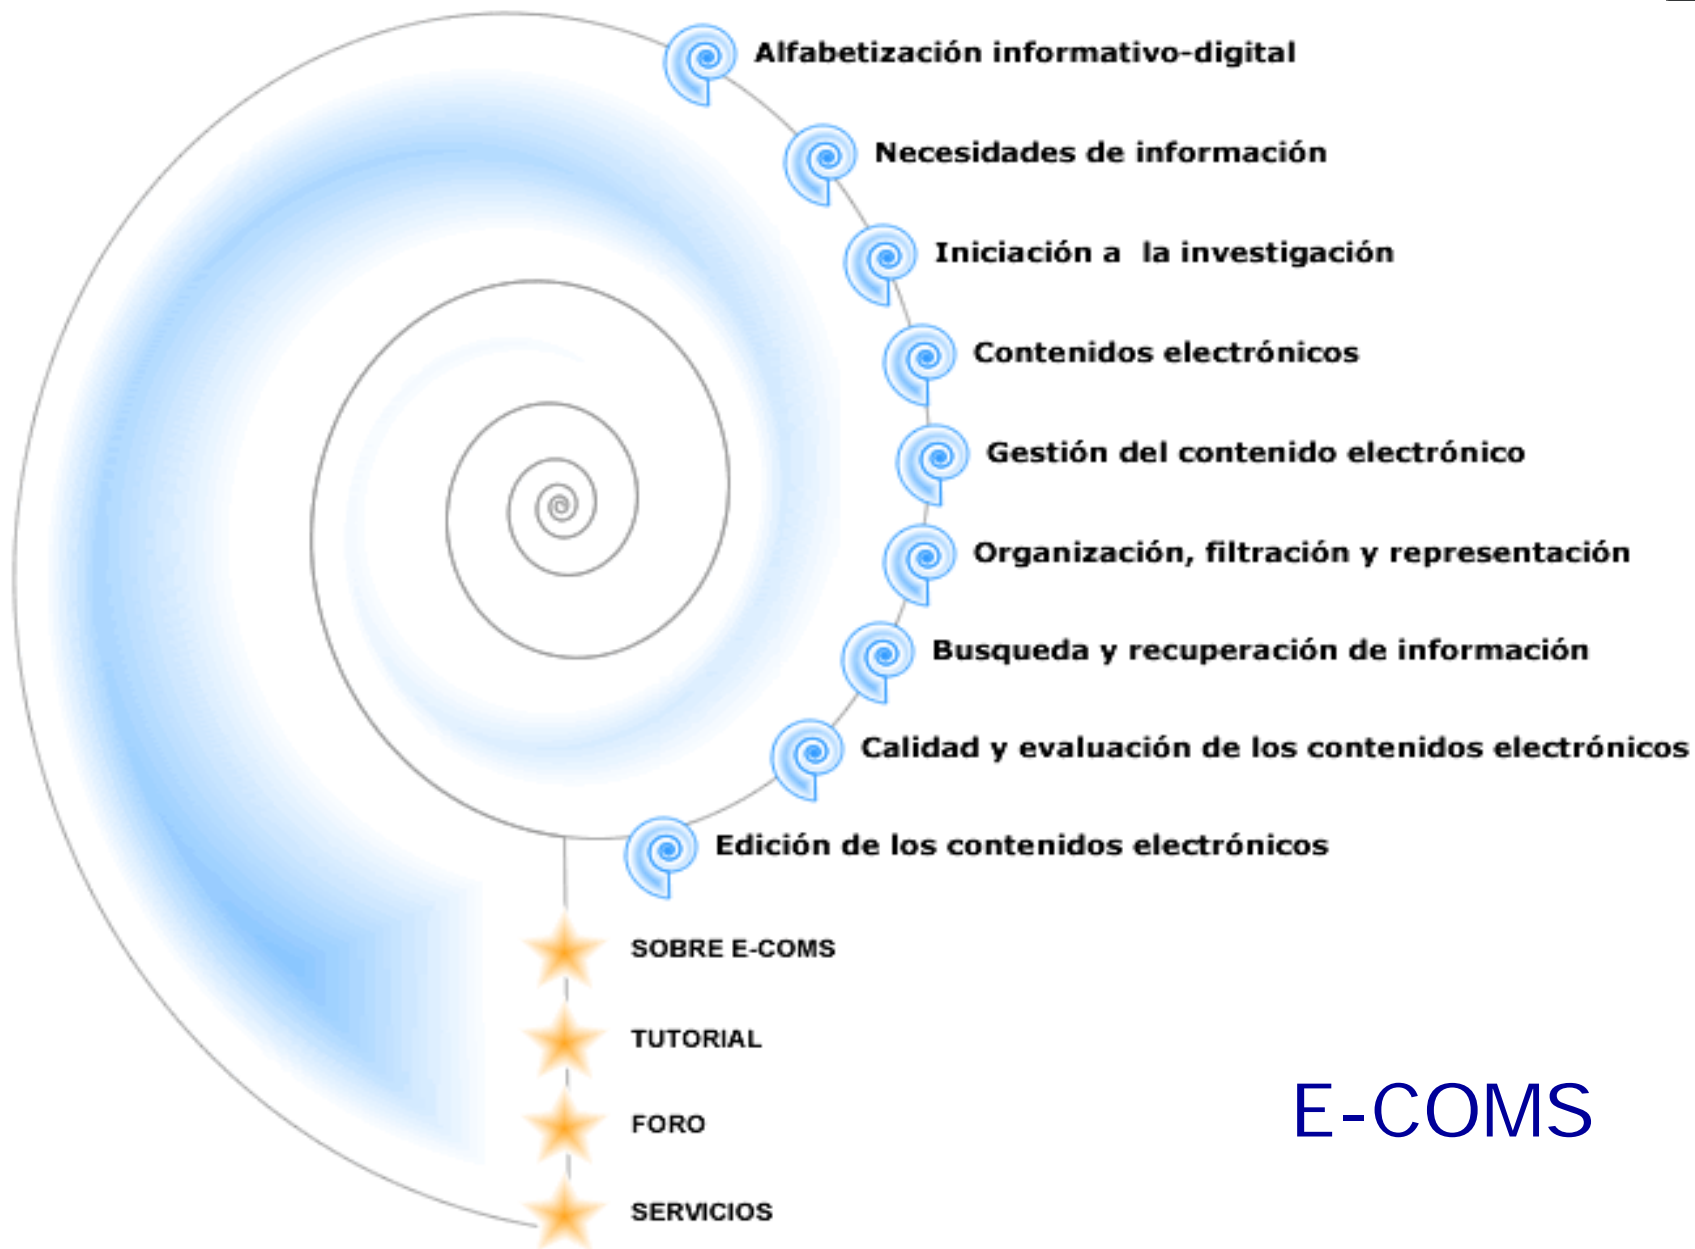 Alfabetización informativo-digital
Necesidades de información
Iniciación a  la investigación
Contenidos electrónicos
Gestión del contenido electrónico
Organización, filtración y representación
Busqueda y recuperación de información
Calidad y evaluación de los contenidos electrónicos
Edición de los contenidos electrónicos
SOBRE E-COMS
TUTORIAL
FORO
SERVICIOS
E-COMS